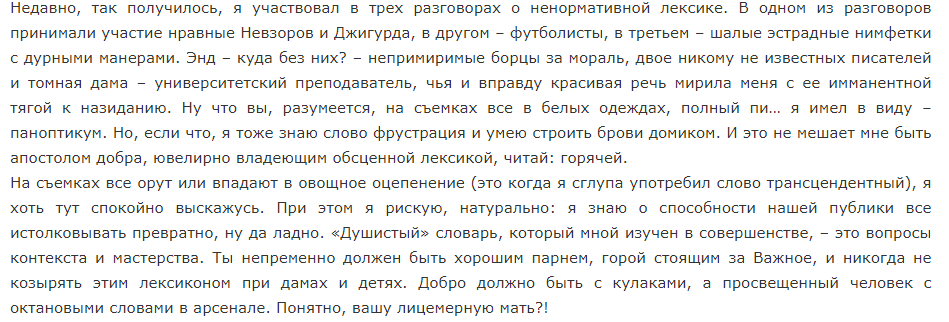 Недавно, так получилось, я участвовал в трех разговорах о ненормативной лексике. В одном из разговоров
принимали участие нравные Невзоров и Джигурда, в другом – футболисты, в третьем – шалые эстрадные нимфетки
с дурными манерами. Энд – куда без них? – непримиримые борцы за мораль, двое никому не известных писателей
и томная дама – университетский преподаватель, чья и вправду красивая речь мирила меня с ее имманентной
тягой к назиданию. Ну что вы, разумеется, на съемках все в белых одеждах, полный пи... я имел в виду –
паноптикум. Но, если что, я тоже знаю слово фрустрация и умею строить брови домиком. И это не мешает мне быть
апостолом добра, ювелирно владеющим обсценной лексикой, читай: горячей.
На съемках все орут или впадают в овощное оцепенение (это когда я сглупа употребил слово трансцендентный), я
хоть тут спокойно выскажусь. При этом я рискую, натурально: я знаю о способности нашей публики все
истолковывать превратно, ну да ладно. «Душистый» словарь, который мной изучен в совершенстве, – это вопросы
контекста и мастерства. Ты непременно должен быть хорошим парнем, горой стоящим за Важное, и никогда не
козырять этим лексиконом при дамах и детях. Добро должно быть с кулаками, а просвещенный человек с
октановыми словами в арсенале. Понятно, вашу лицемерную мать?!